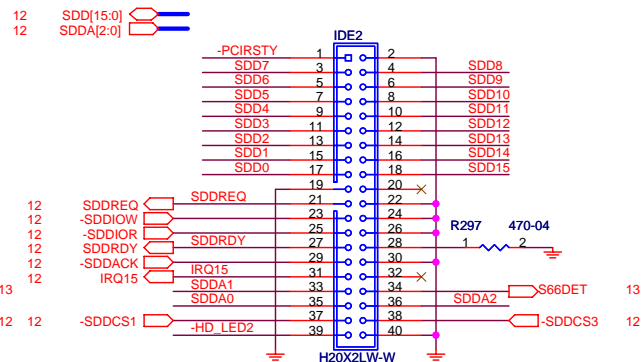 12 SDD[15:0]
12 SDDA[2:0]
IDE2
-PCIRSTY 1 2
SDD7 3 4 SDD8
SDD6 5 6 SDD9
SDD5 7 8 SDD10
SDD4 9 10 SDD11
SDD3 11 12 SDD12
SDD2 13 14 SDD13
SDD1 15 16 SDD14
SDD0 17 18 SDD15
19 20
12 SDDREQ SDDREQ 21 22
12 -SDDIOW 23 24 R297 470-04
12 -SDDIOR 25 26
12 SDDRDY SDDRDY 27 28 1 2
12 -SDDACK 29 30
12 IRQ15 IRQ15 31 32
13 SDDA1 33 34 S66DET 13
SDDA0 35 36 SDDA2
12 12 -SDDCS1 37 38 -SDDCS3 12
-HD_LED2 39 40
H20X2LW-W